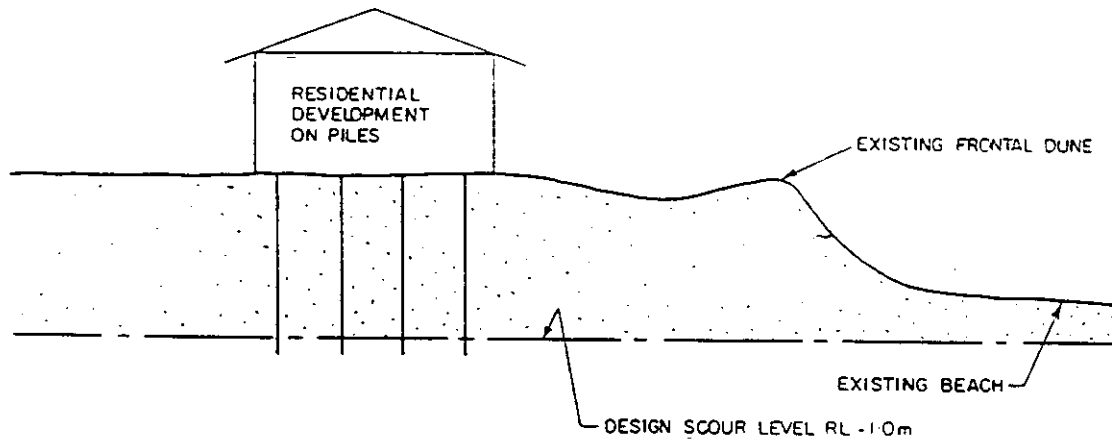 RESIDENTIAL
DEVELOPMENT
ON PILES
EXISTING FRONTAL DUNE
EXISTING BEACH
DESIGN SCOUR LEVEL RL -1·0m